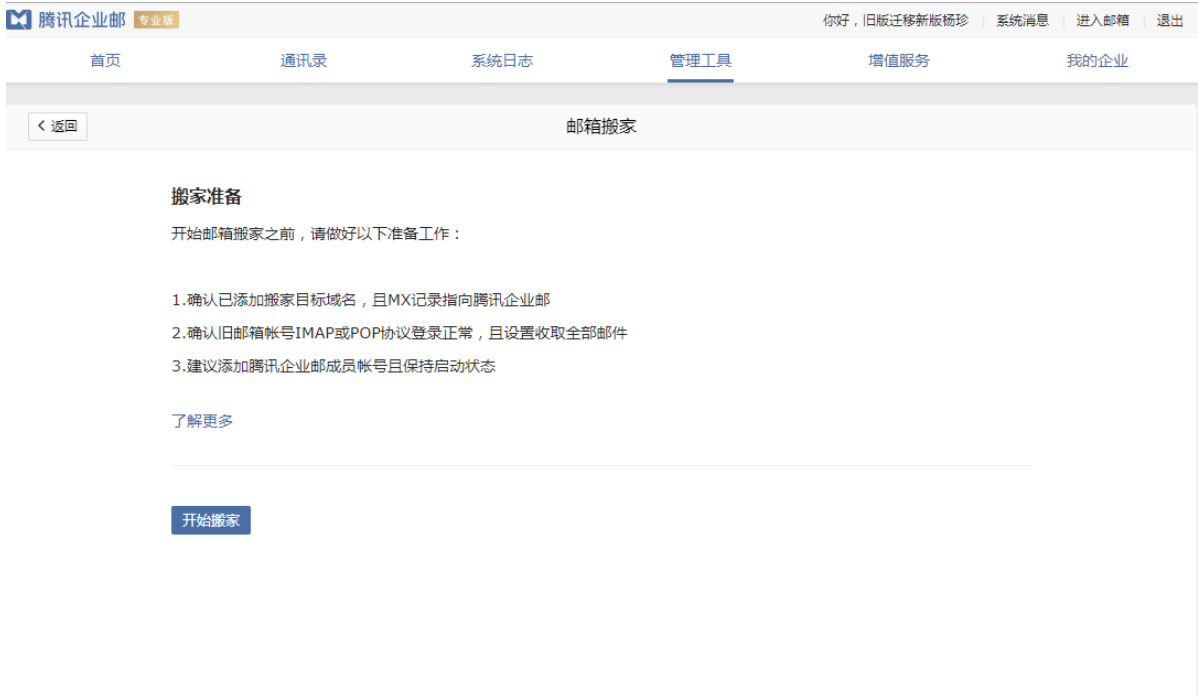 腾讯企业邮 专业版 你好，旧版迁移新版杨珍 系统消息 进入邮箱 退出
首页 通讯录 系统日志 管理工具 增值服务 我的企业
返回 邮箱搬家
搬家准备
开始邮箱搬家之前，请做好以下准备工作：
1.确认已添加搬家目标域名，且MX记录指向腾讯企业邮
2.确认旧邮箱帐号IMAP或POP协议登录正常，且设置收取全部邮件
3.建议添加腾讯企业邮成员帐号且保持启动状态
了解更多
开始搬家